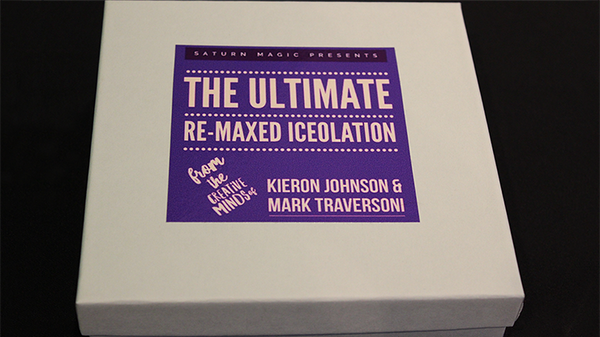 SATURN MAGIC PRESENTS
THE ULTIMATE
RE-MAXED ICEOLATION
from
the
CREATIVE
MINDS of
KIERON JOHNSON &
MARK TRAVERSONI